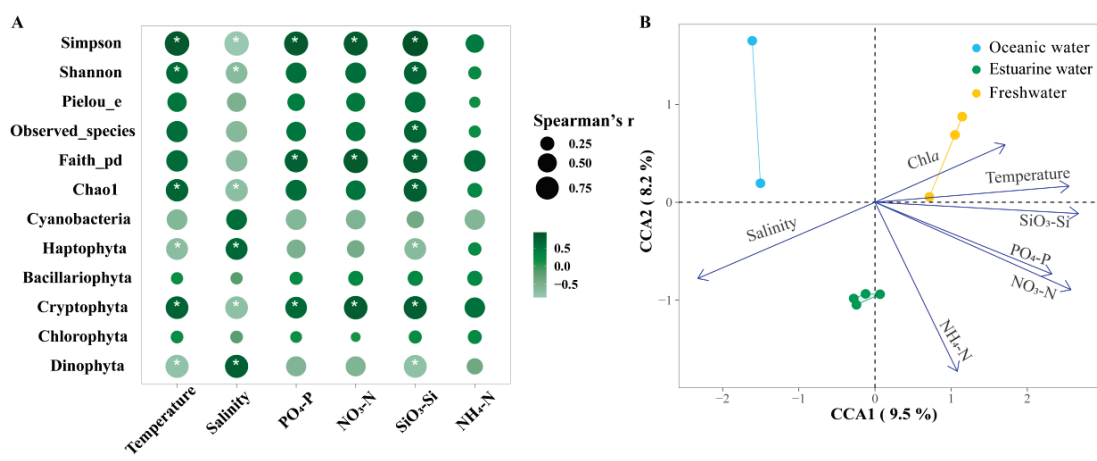 A
Simpson
Shannon
Pielou_e
Observed_species
Faith_pd
Chao1
Cyanobacteria
Haptophyta
Bacillariophyta
Cryptophyta
Chlorophyta
Dinophyta
* * * * *
* * *
*
* * *
* * *
* * *
* * * * *
* * *
Temperature
Salinity
PO₄-P
NO₃-N
SiO₃-Si
NH₄-N
Spearman's r
0.25
0.50
0.75
0.5
0.0
−0.5
B
Oceanic water
Estuarine water
Freshwater
Chla
Temperature
SiO₃-Si
PO₄-P
NO₃-N
NH₄-N
Salinity
1
0
−1
−2
−1
0
1
2
CCA1 ( 9.5 %)
CCA2 ( 8.2 %)